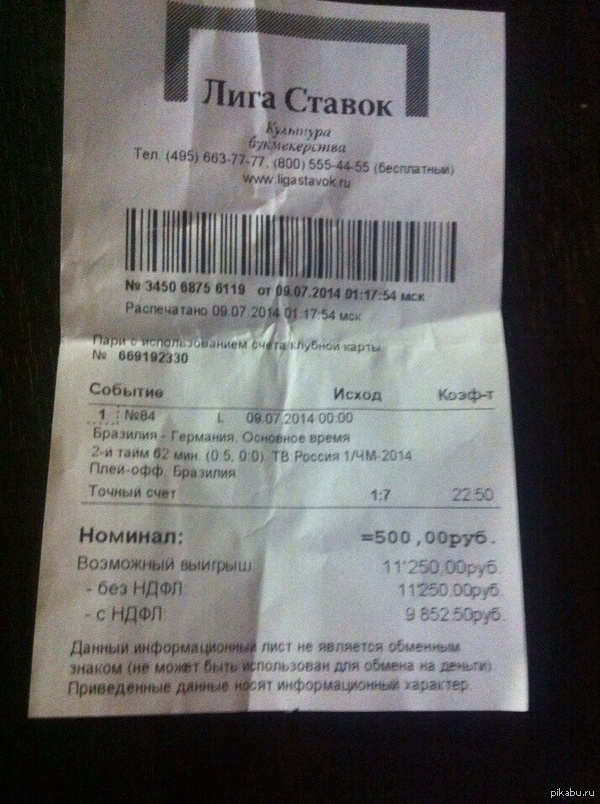 Лига Ставок
Культура
букмекерства
Тел. (495) 663-77-77, (800) 555-44-55 (бесплатный)
www.ligastavok.ru
№ 3450 6875 6119 от 09.07.2014 01:17:54 мск
Распечатано 09.07.2014 01:17:54 мск
Пари с использованием счета клубной карты
№ 669192330
Событие Исход Коэф-т
1 №84 L 09.07.2014 00:00
Бразилия - Германия, Основное время
2-й тайм 62 мин. (0:5, 0:0) ТВ:Россия 1/ЧМ-2014.
Плей-офф. Бразилия
Точный счет 1:7 22.50
Номинал: =500,00руб.
Возможный выигрыш: 11'250,00руб.
- без НДФЛ: 11'250,00руб.
- с НДФЛ: 9 852,50руб.
Данный информационный лист не является обменным
знаком (не может быть использован для обмена на деньги).
Приведенные данные носят информационный характер.
pikabu.ru